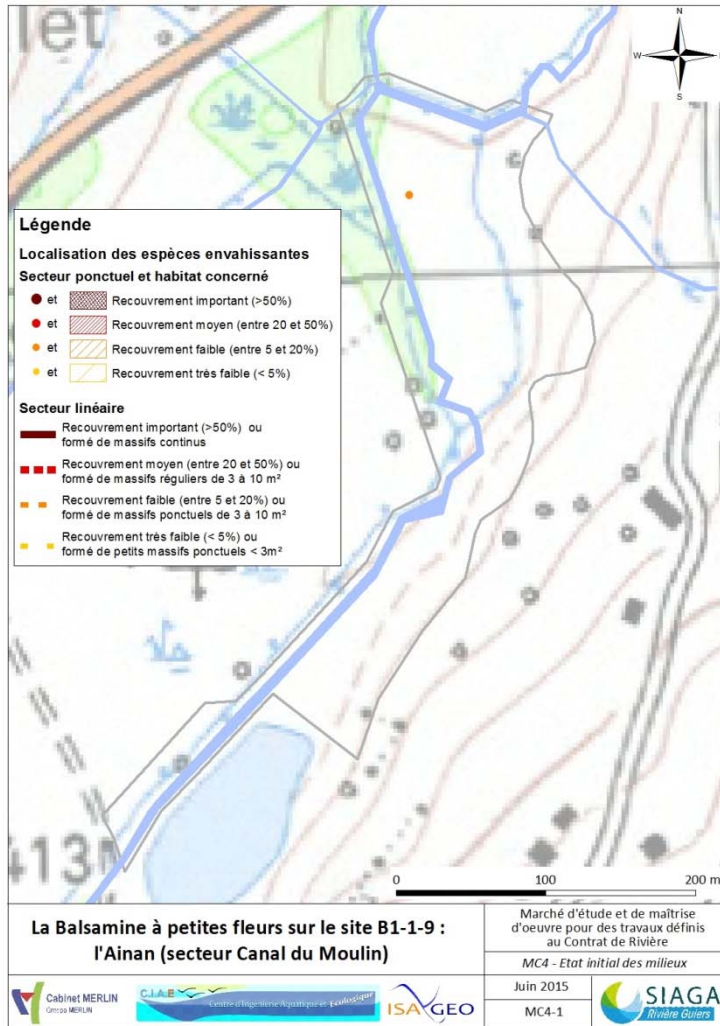 let
N
W
S
Légende
Localisation des espèces envahissantes
Secteur ponctuel et habitat concerné
et Recouvrement important (>50%)
et Recouvrement moyen (entre 20 et 50%)
et Recouvrement faible (entre 5 et 20%)
et Recouvrement très faible (< 5%)
Secteur linéaire
Recouvrement important (>50%) ou
formé de massifs continus
Recouvrement moyen (entre 20 et 50%) ou
formé de massifs réguliers de 3 à 10 m²
Recouvrement faible (entre 5 et 20%) ou
formé de massifs ponctuels de 3 à 10 m²
Recouvrement très faible (< 5%) ou
formé de petits massifs ponctuels < 3m²
413
0 100 200 m
La Balsamine à petites fleurs sur le site B1-1-9 :
l'Ainan (secteur Canal du Moulin)
Marché d'étude et de maîtrise
d'oeuvre pour des travaux définis
au Contrat de Rivière
MC4 - Etat initial des milieux
Juin 2015
MC4-1
Cabinet MERLIN
Groupe MERLIN
C.I.A.E
Centre d'Ingénierie Aquatique et Ecologique
ISA GEO
SIAGA
Rivière Guiers